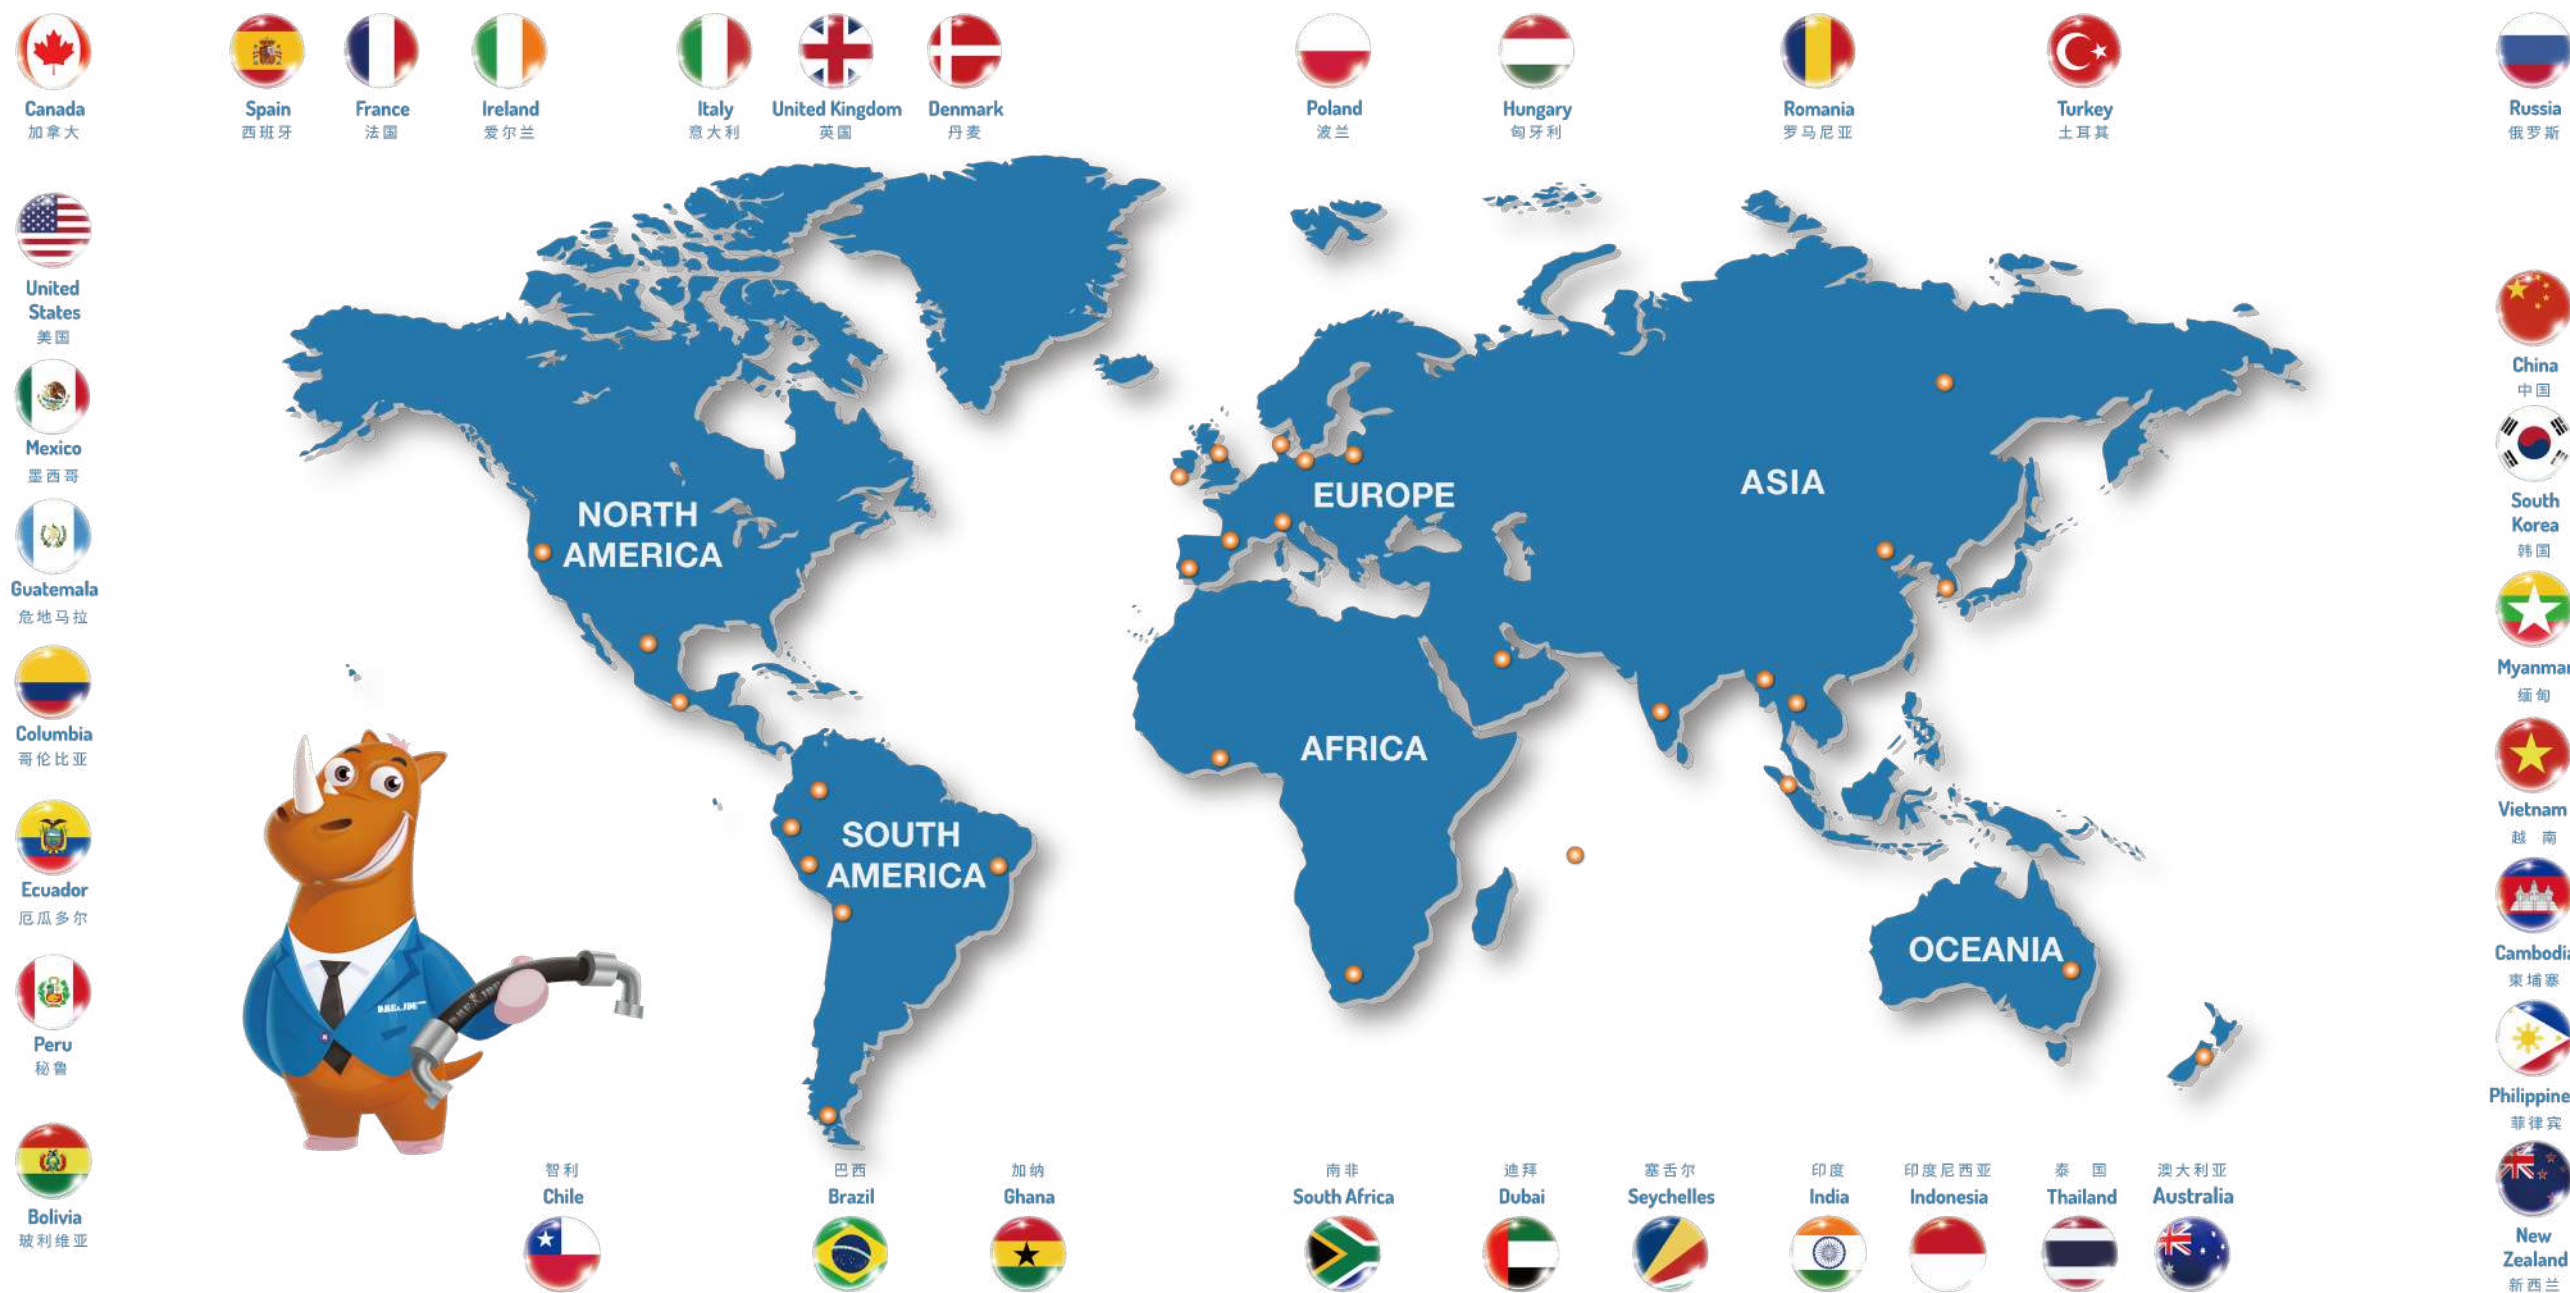 Canada
加拿大
Spain
西班牙
France
法国
Ireland
爱尔兰
Italy
意大利
United Kingdom
英国
Denmark
丹麦
Poland
波兰
Hungary
匈牙利
Romania
罗马尼亚
Turkey
土耳其
Russia
俄罗斯
United
States
美国
Mexico
墨西哥
Guatemala
危地马拉
Columbia
哥伦比亚
Ecuador
厄瓜多尔
Peru
秘鲁
Bolivia
玻利维亚
NORTH
AMERICA
SOUTH
AMERICA
EUROPE
AFRICA
ASIA
OCEANIA
China
中国
South
Korea
韩国
Myanmar
缅甸
Vietnam
越 南
Cambodia
柬埔寨
Philippine
菲律宾
New
Zealand
新西兰
智利
Chile
巴西
Brazil
加纳
Ghana
南非
South Africa
迪拜
Dubai
塞舌尔
Seychelles
印度
India
印度尼西亚
Indonesia
泰 国
Thailand
澳大利亚
Australia